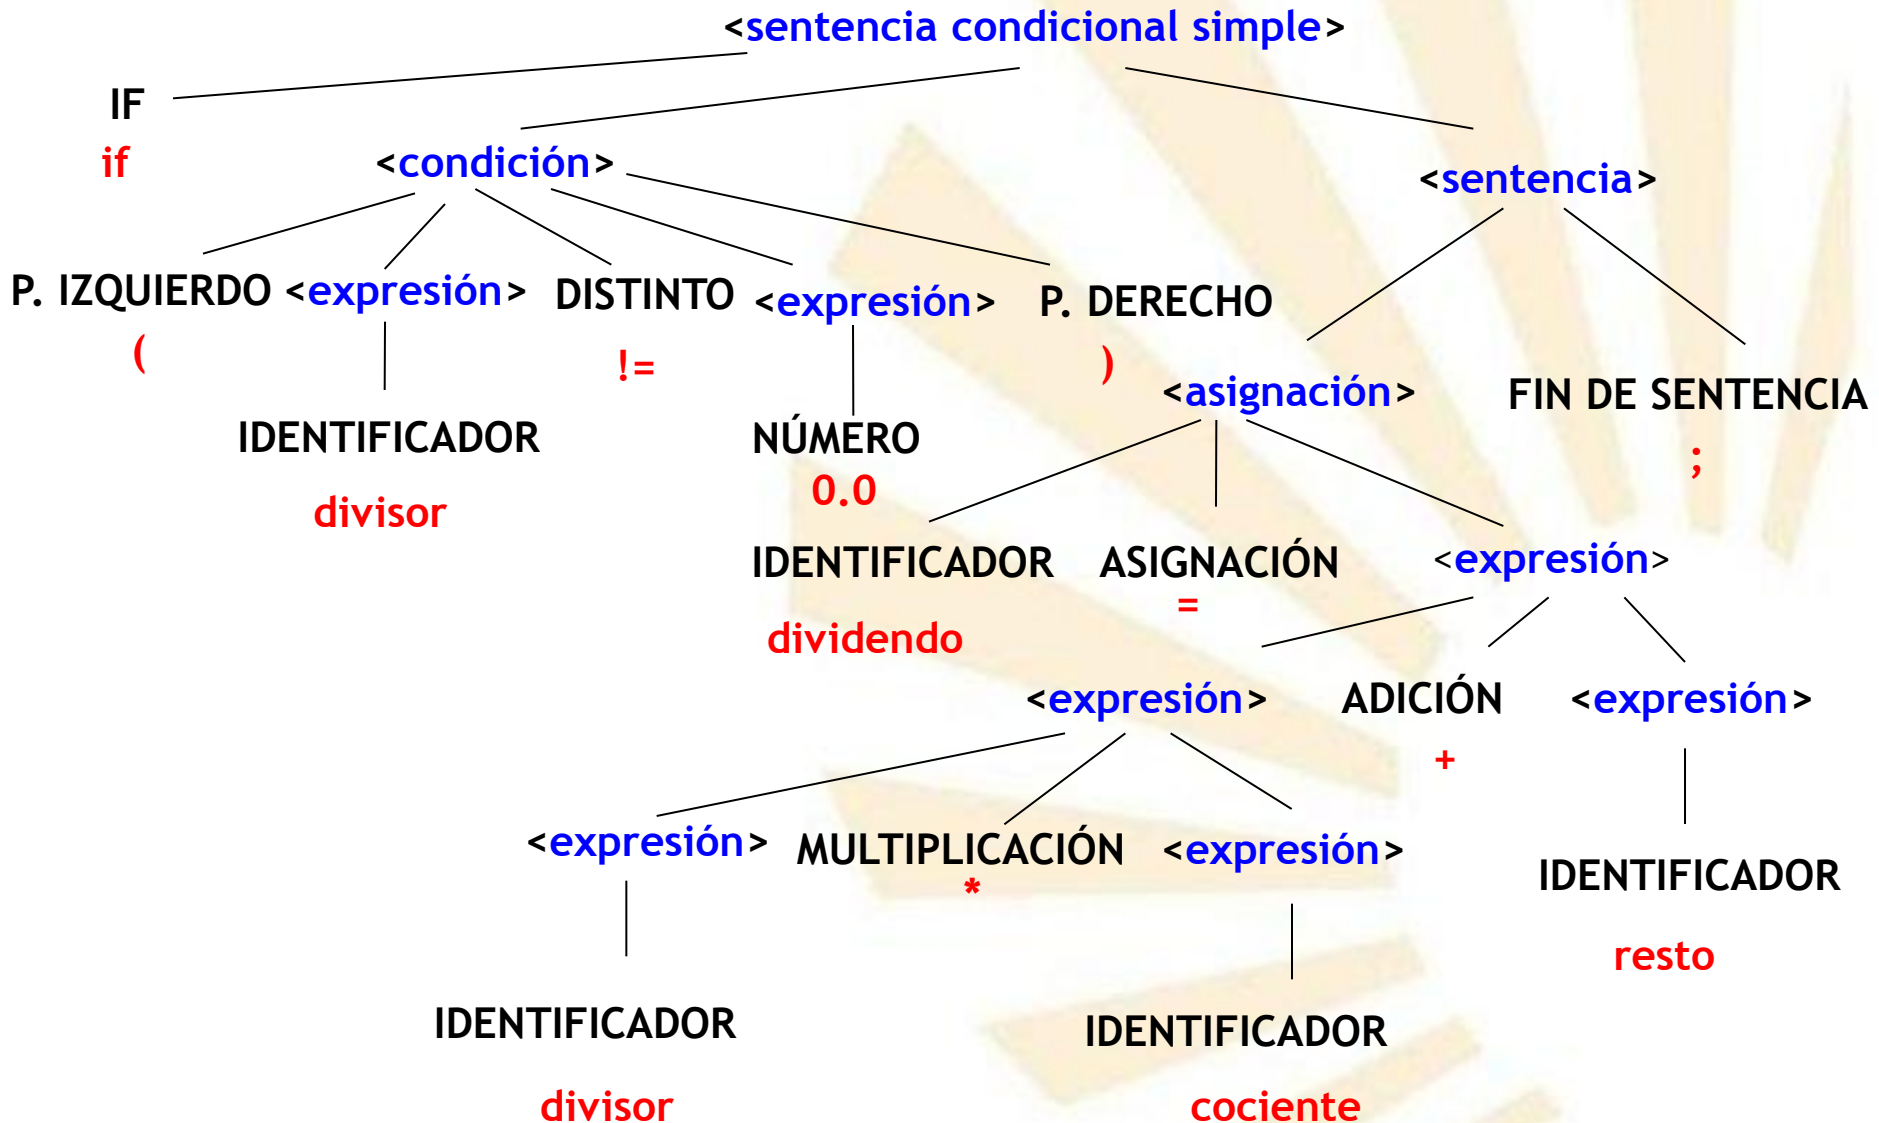 <sentencia condicional simple>
IF
if
<condición>
<sentencia>
P. IZQUIERDO <expresión> DISTINTO <expresión> P. DERECHO
( != )
<asignación> FIN DE SENTENCIA
IDENTIFICADOR NÚMERO
;
0.0
divisor
IDENTIFICADOR ASIGNACIÓN <expresión>
=
dividendo
<expresión> ADICIÓN <expresión>
+
<expresión> MULTIPLICACIÓN <expresión>
*
IDENTIFICADOR
resto
IDENTIFICADOR IDENTIFICADOR
divisor cociente